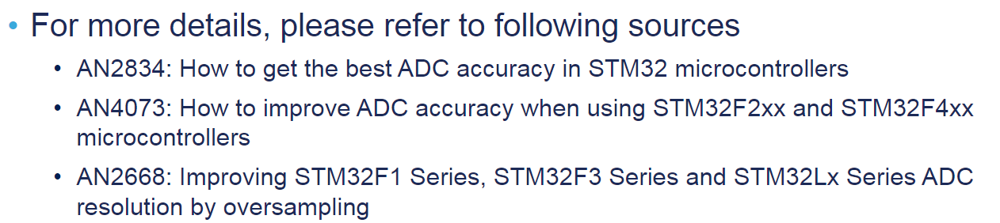 • For more details, please refer to following sources
• AN2834: How to get the best ADC accuracy in STM32 microcontrollers
• AN4073: How to improve ADC accuracy when using STM32F2xx and STM32F4xx
microcontrollers
• AN2668: Improving STM32F1 Series, STM32F3 Series and STM32Lx Series ADC
resolution by oversampling